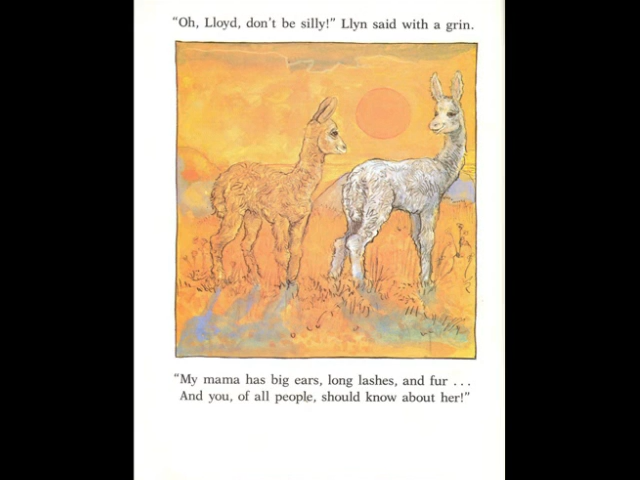 “Oh, Lloyd, don’t be silly!” Llyn said with a grin.
“My mama has big ears, long lashes, and fur . . .
And you, of all people, should know about her!”